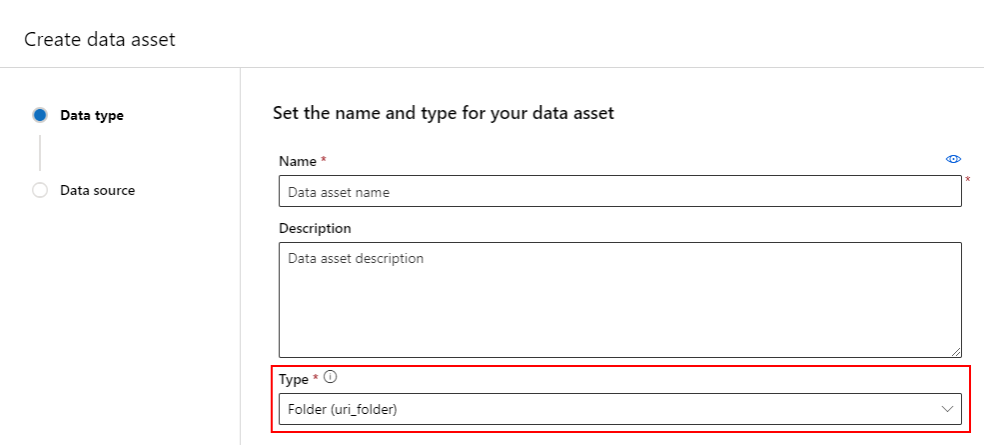 Create data asset
Data type
Data source
Set the name and type for your data asset
Name *
*
Data asset name
Description
Data asset description
Type *
Folder (uri_folder)